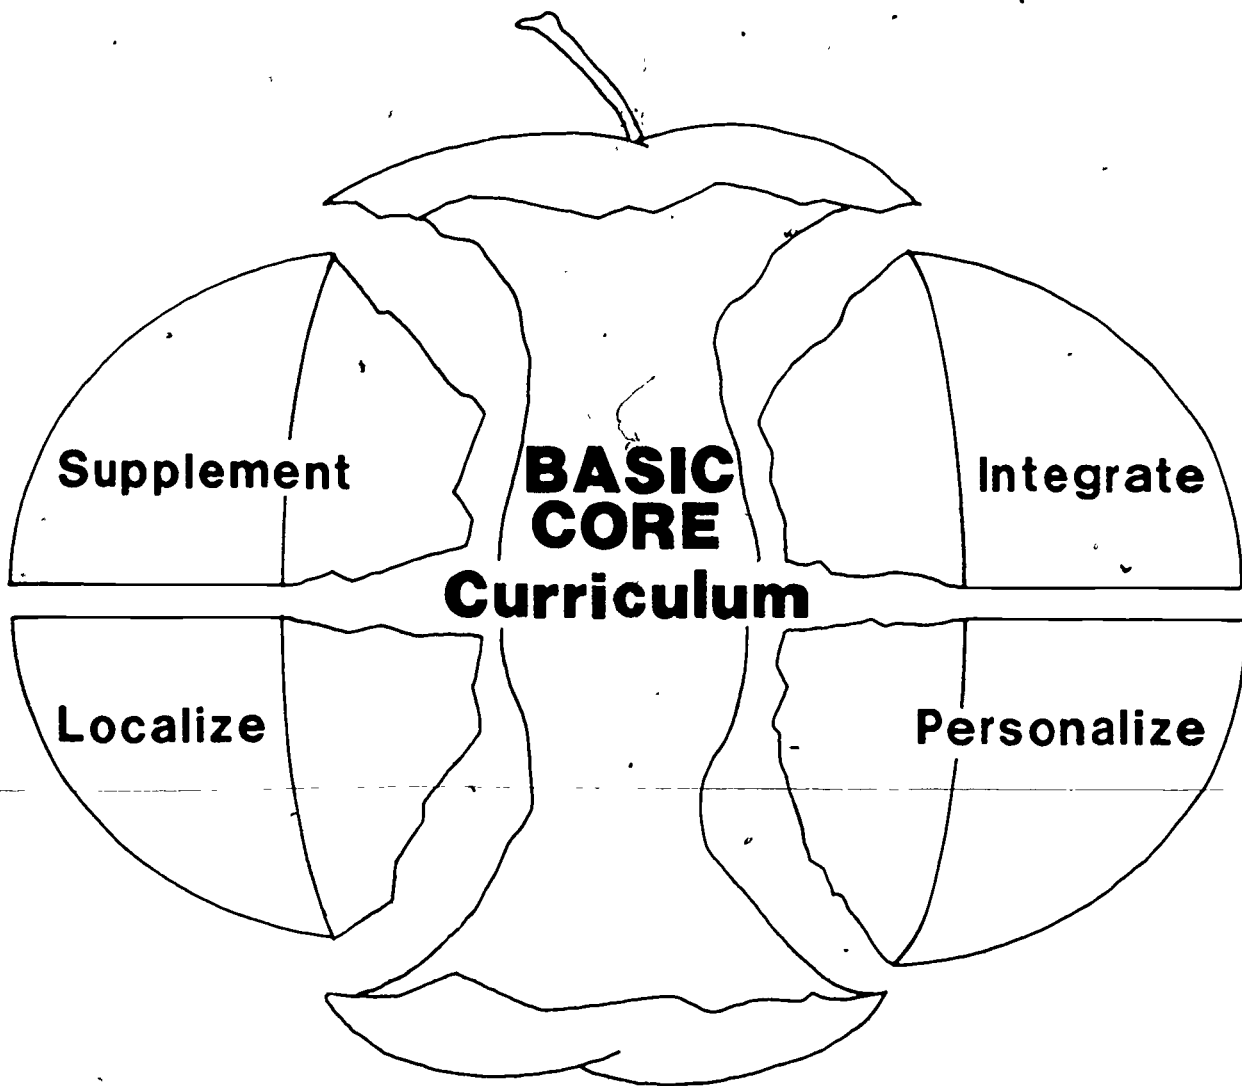 Supplement
BASIC
CORE
Curriculum
Integrate
Localize
Personalize